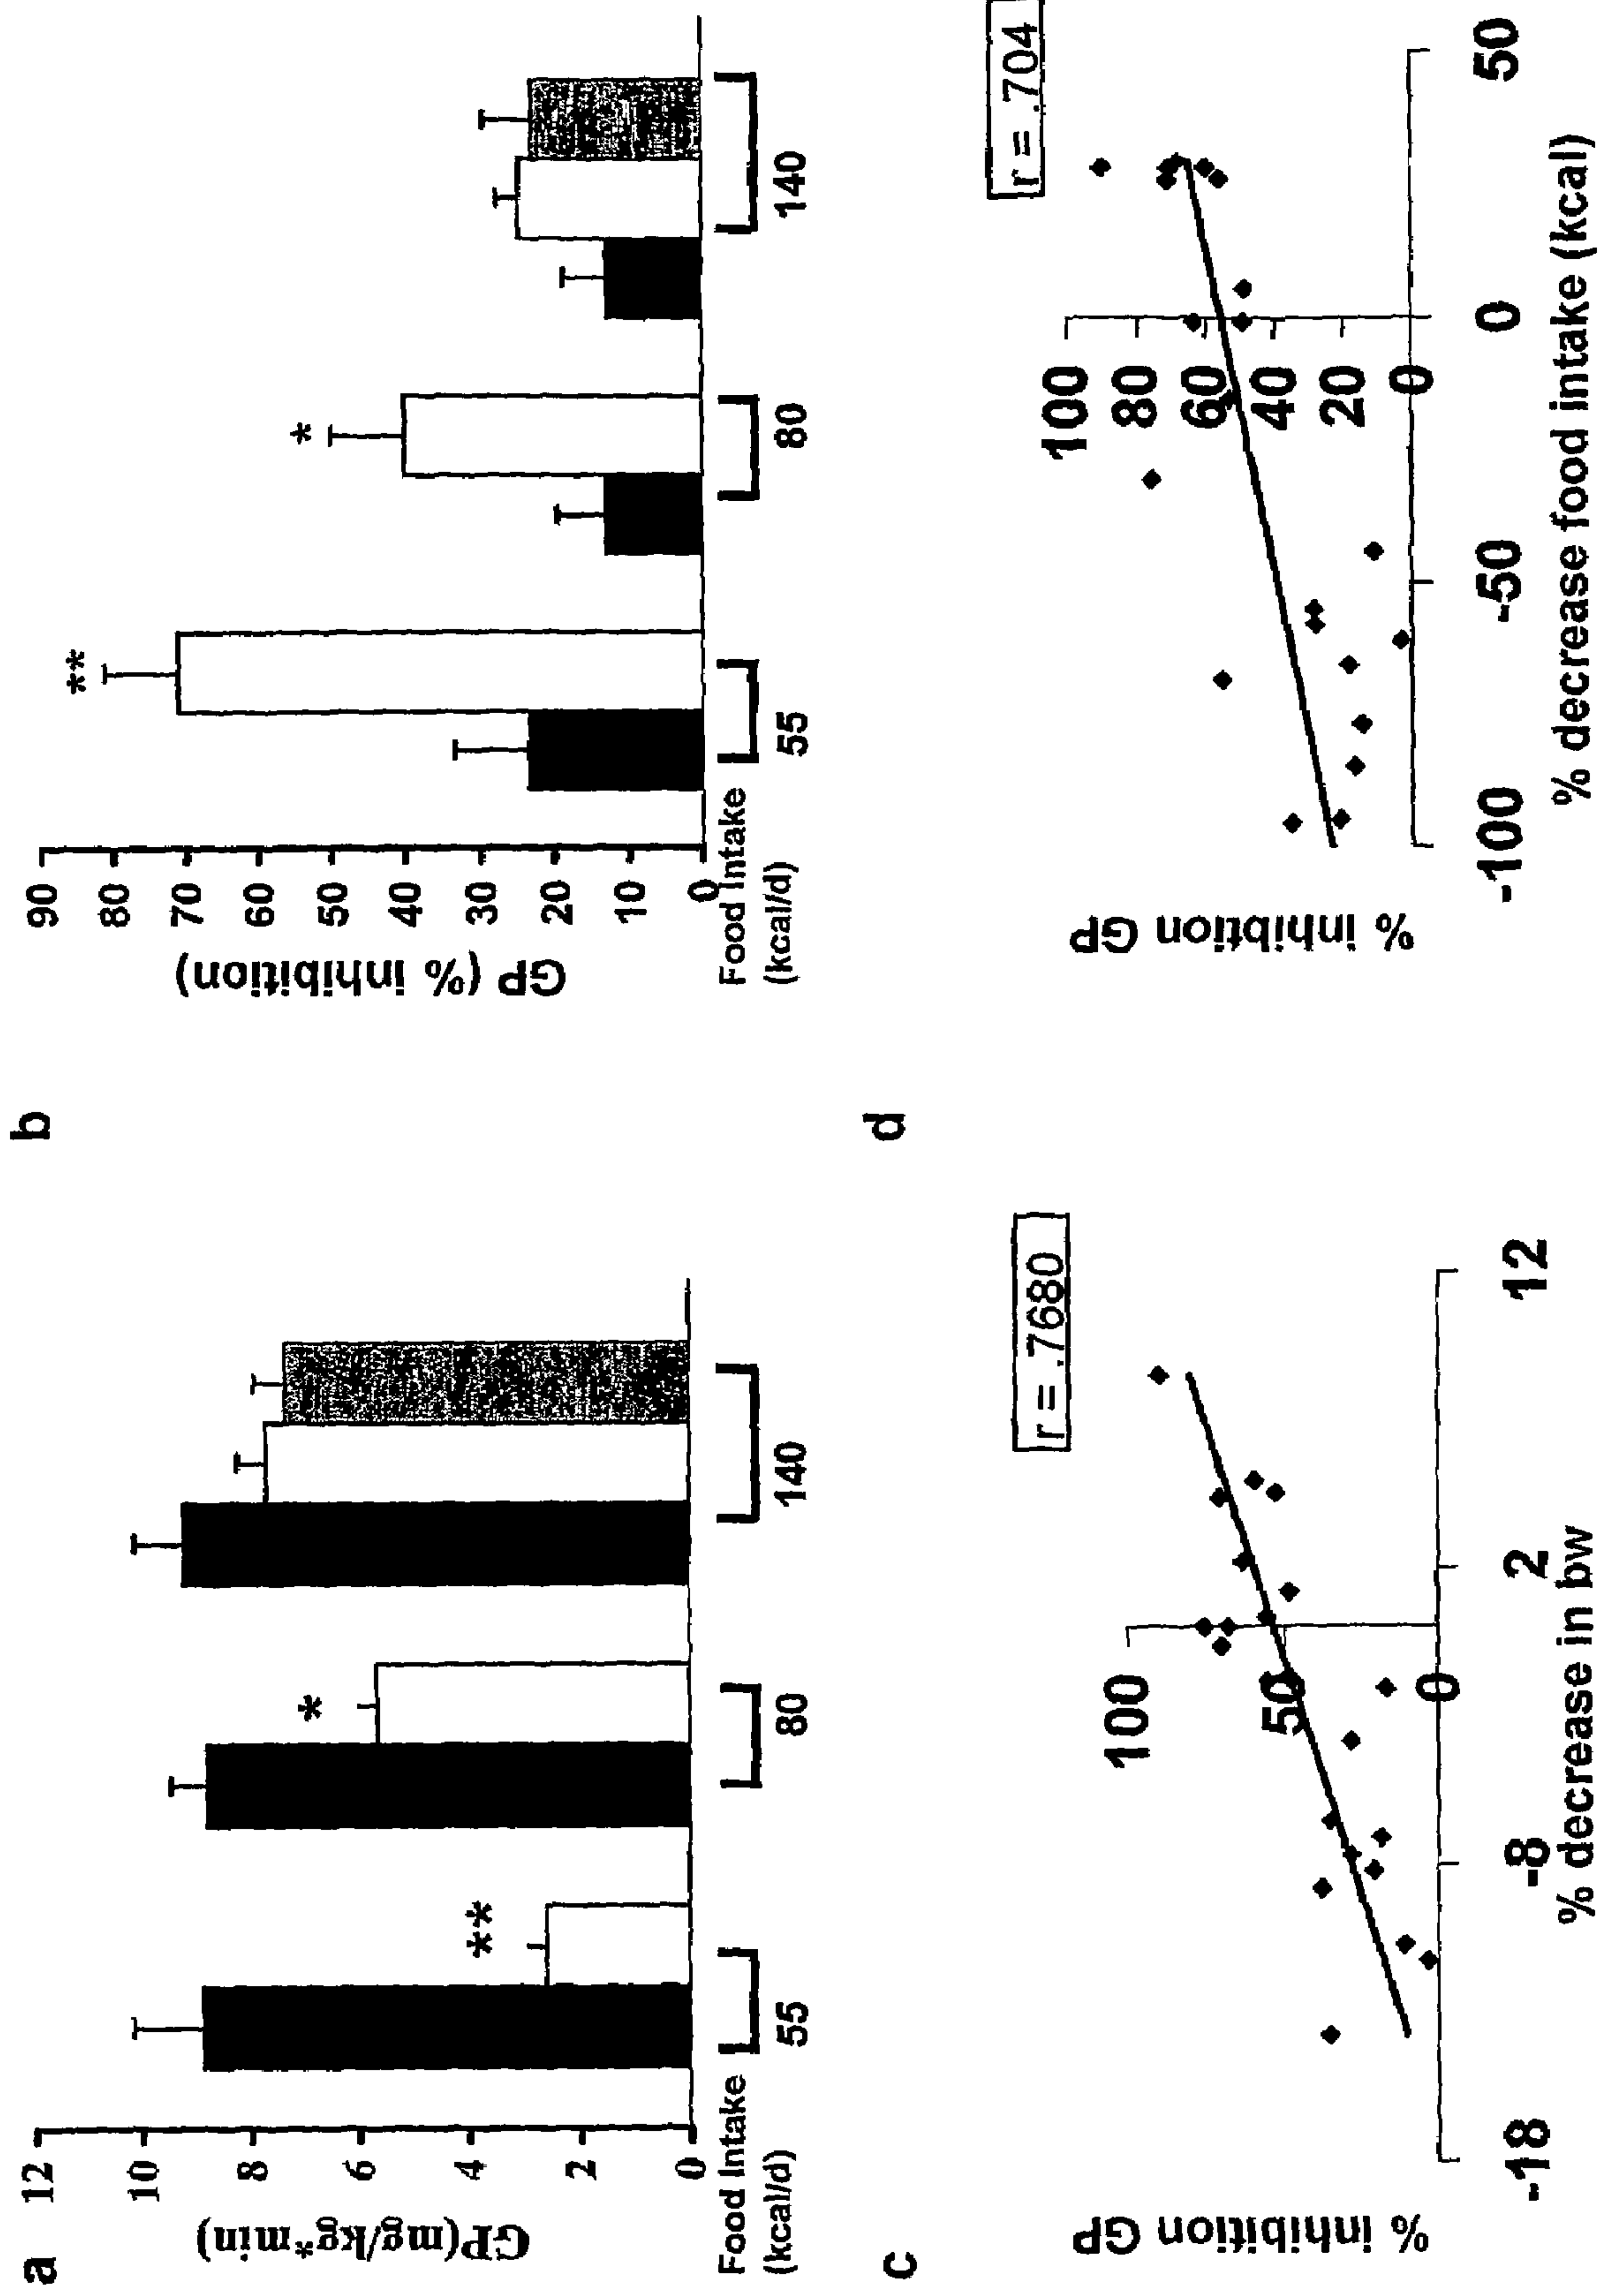 a
12
10
8
6
4
2
0
GP(mg/kg*min)
**
*
Food Intake
(kcal/d)
55
80
140
b
90
80
70
60
50
40
30
20
10
0
GP (% inhibition)
**
*
Food Intake
(kcal/d)
55
80
140
c
r = .7680
100
50
0
% inhibition GP
-18
-8
2
12
% decrease in bw
d
r = .704
100
80
60
40
20
0
% inhibtion GP
-100
-50
0
50
% decrease food intake (kcal)